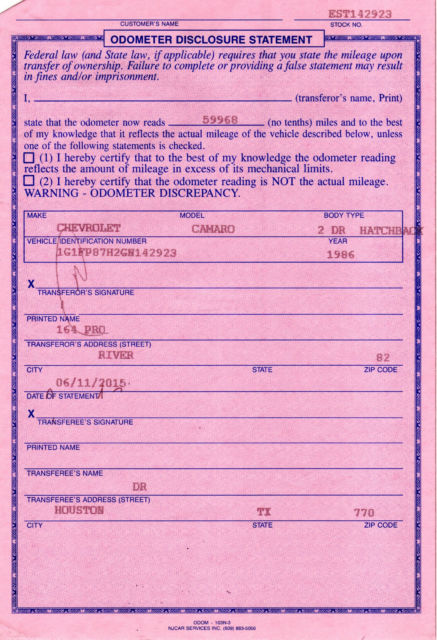 EST142923
CUSTOMER'S NAME STOCK NO.
ODOMETER DISCLOSURE STATEMENT
Federal law (and State law, if applicable) requires that you state the mileage upon
transfer of ownership. Failure to complete or providing a false statement may result
in fines and/or imprisonment.
I, (transferor's name, Print)
state that the odometer now reads 59968 (no tenths) miles and to the best
of my knowledge that it reflects the actual mileage of the vehicle described below, unless
one of the following statements is checked.
(1) I hereby certify that to the best of my knowledge the odometer reading
reflects the amount of mileage in excess of its mechanical limits.
(2) I hereby certify that the odometer reading is NOT the actual mileage.
WARNING - ODOMETER DISCREPANCY.
MAKE MODEL BODY TYPE
CHEVROLET CAMARO 2 DR HATCHBACK
VEHICLE IDENTIFICATION NUMBER YEAR
1G1FP87H2GN142923 1986
X
TRANSFEROR'S SIGNATURE
PRINTED NAME
164 PRO
TRANSFEROR'S ADDRESS (STREET)
RIVER 82
CITY STATE ZIP CODE
06/11/2015
DATE OF STATEMENT
X
TRANSFEREE'S SIGNATURE
PRINTED NAME
TRANSFEREE'S NAME
DR
TRANSFEREE'S ADDRESS (STREET)
HOUSTON TX 770
CITY STATE ZIP CODE
ODOM - 103N-3
NJCAR SERVICES INC. (609) 883-5056